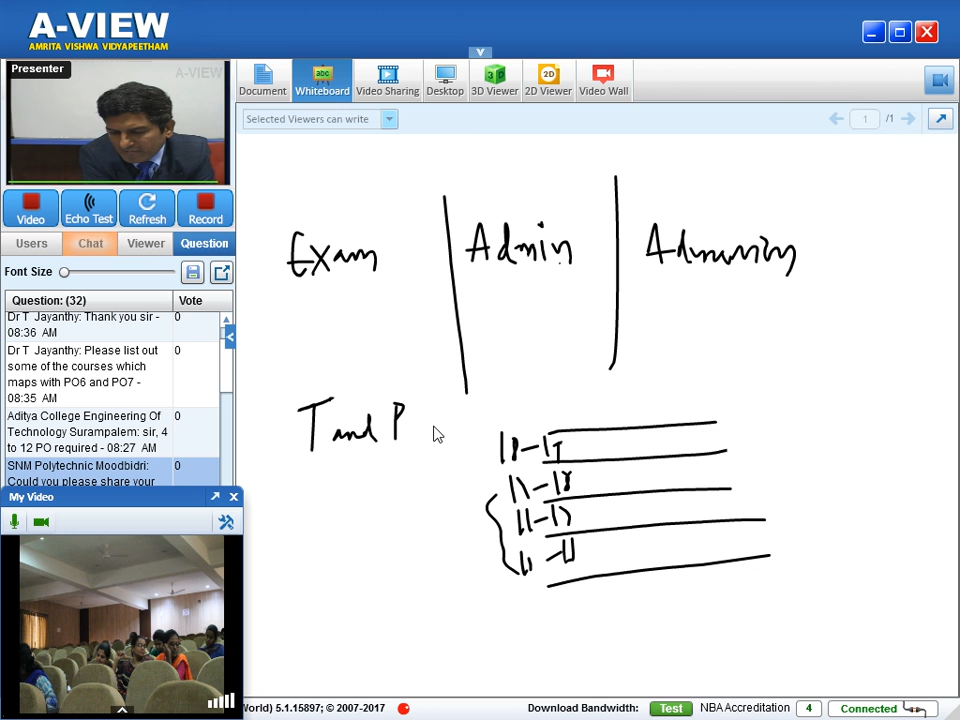 A-VIEW
AMRITA VISHWA VIDYAPEETHAM
Presenter
A-VIEW
Document
Whiteboard
Video Sharing
Desktop
3D Viewer
2D Viewer
Video Wall
Selected Viewers can write
1 /1
Video
Echo Test
Refresh
Record
Users
Chat
Viewer
Question
Font Size
Question: (32) Vote
Dr T Jayanthy: Thank you sir - 0
08:36 AM
Dr T Jayanthy: Please list out 0
some of the courses which
maps with PO6 and PO7 -
08:35 AM
Aditya College Engineering Of 0
Technology Surampalem: sir, 4
to 12 PO required - 08:27 AM
SNM Polytechnic Moodbidri: 0
Could you please share your
My Video
Exam
Admin
T and P
18-19
17-18
World) 5.1.15897; © 2007-2017
Download Bandwidth:
Test
NBA Accreditation
4
Connected